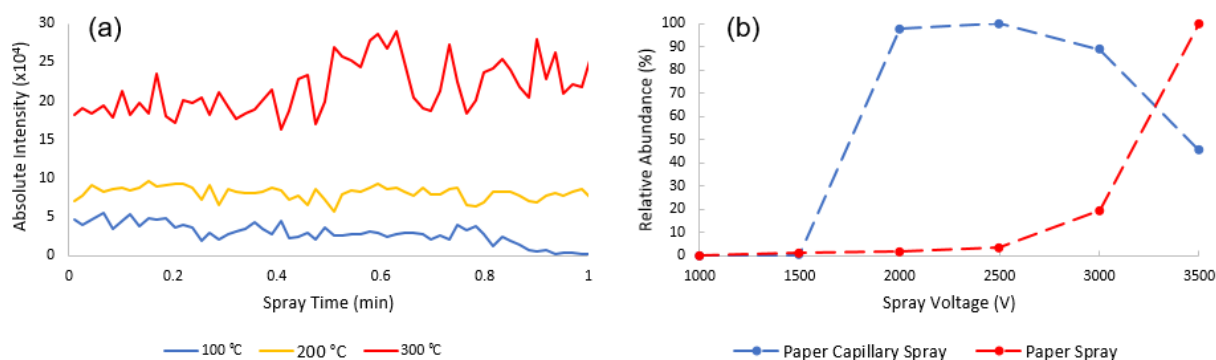 (a)
Absolute Intensity (x10⁴)
30
25
20
15
10
5
0
0 0.2 0.4 0.6 0.8 1
Spray Time (min)
100 °C 200 °C 300 °C
(b)
Relative Abundance (%)
100
90
80
70
60
50
40
30
20
10
0
1000 1500 2000 2500 3000 3500
Spray Voltage (V)
Paper Capillary Spray Paper Spray